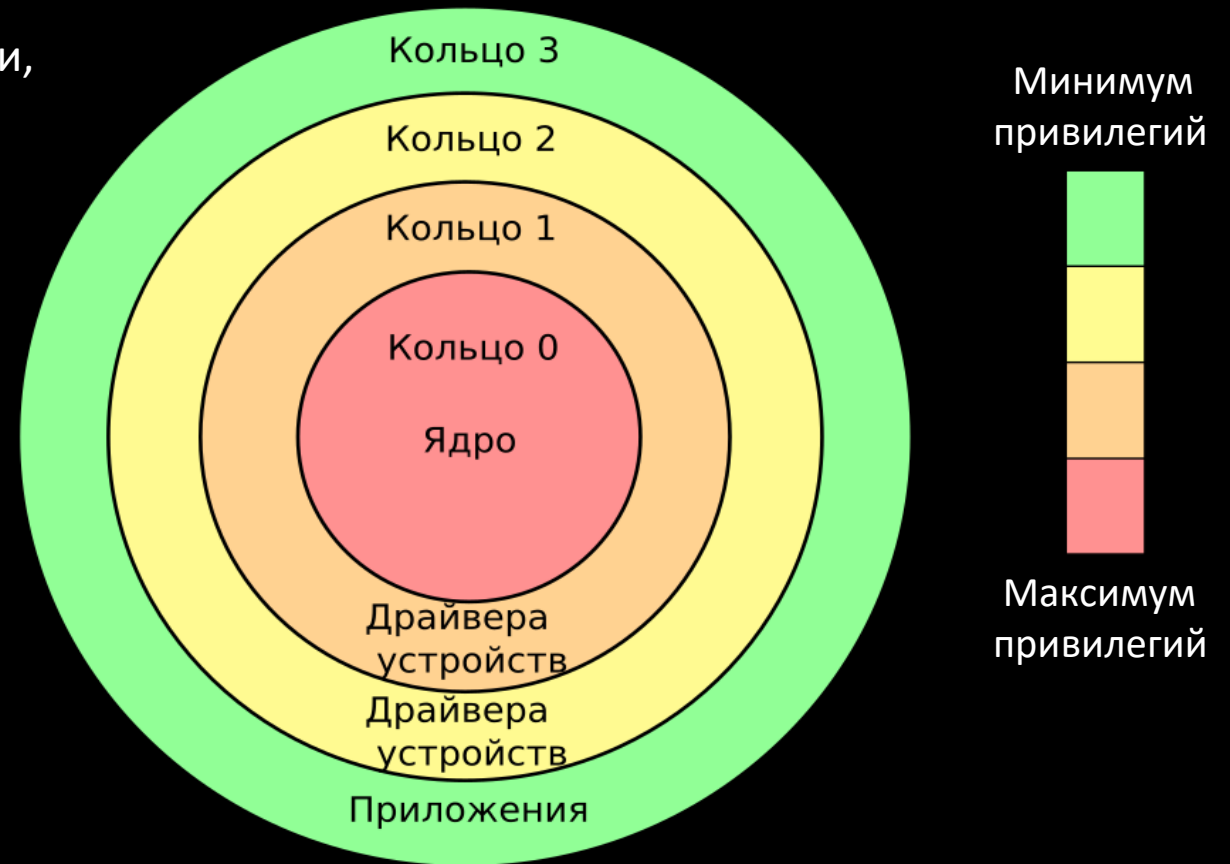 и,
Кольцо 3
Кольцо 2
Кольцо 1
Кольцо 0
Ядро
Драйвера
устройств
Драйвера
устройств
Приложения
Минимум
привилегий
Максимум
привилегий